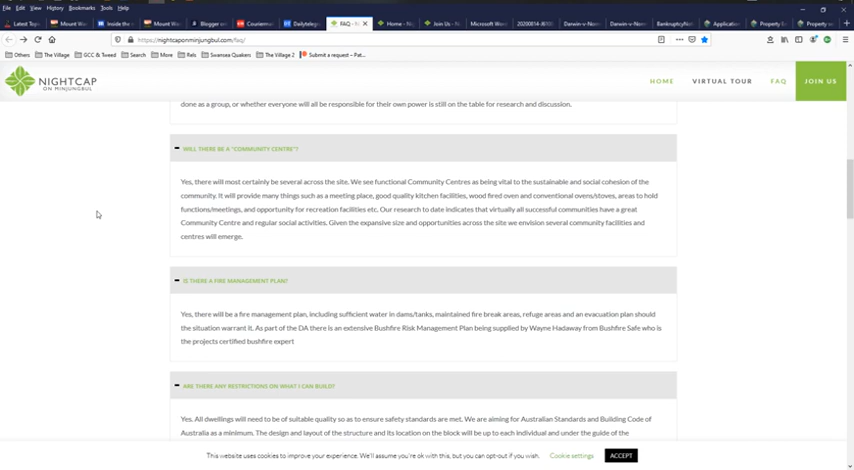 File Edit View History Bookmarks Tools Help
Latest Top Mount Wa Inside the Mount Wa Blogger Courierma Dailytelegr FAQ - Ni Home - Nig Join Us - N Microsoft Wor 20200814-8000 Darwin-v-Norm Darwin-v-Norm BankruptcyNo Application Property Property se
https://nightcaponminjungbul.com/faq/
Others The Village GCC & Tweed Search More Rels Swansea Quakers The Village 2 Submit a request – Pat...
NIGHTCAP
ON MINJUNGBUL
HOME VIRTUAL TOUR FAQ JOIN US
done as a group, or whether everyone will all be responsible for their own power is still on the table for research and discussion.
WILL THERE BE A "COMMUNITY CENTRE"?
Yes, there will most certainly be several across the site. We see functional Community Centres as being vital to the sustainable and social cohesion of the
community. It will provide many things such as a meeting place, good quality kitchen facilities, wood fired oven and conventional ovens/stoves, areas to hold
functions/meetings, and opportunity for recreation facilities etc. Our research to date indicates that virtually all successful communities have a great
Community Centre and regular social activities. Given the expansive size and opportunities across the site we envision several community facilities and
centres will emerge.
IS THERE A FIRE MANAGEMENT PLAN?
Yes, there will be a fire management plan, including sufficient water in dams/tanks, maintained fire break areas, refuge areas and an evacuation plan should
the situation warrant it. As part of the DA there is an extensive Bushfire Risk Management Plan being supplied by Wayne Hadaway from Bushfire Safe who is
the projects certified bushfire expert
ARE THERE ANY RESTRICTIONS ON WHAT I CAN BUILD?
Yes. All dwellings will need to be of suitable quality so as to ensure safety standards are met. We are aiming for Australian Standards and Building Code of
Australia as a minimum. The design and layout of the structure and its location on the block will be up to each individual and under the guide of the
This website uses cookies to improve your experience. We'll assume you're ok with this, but you can opt-out if you wish. Cookie settings ACCEPT